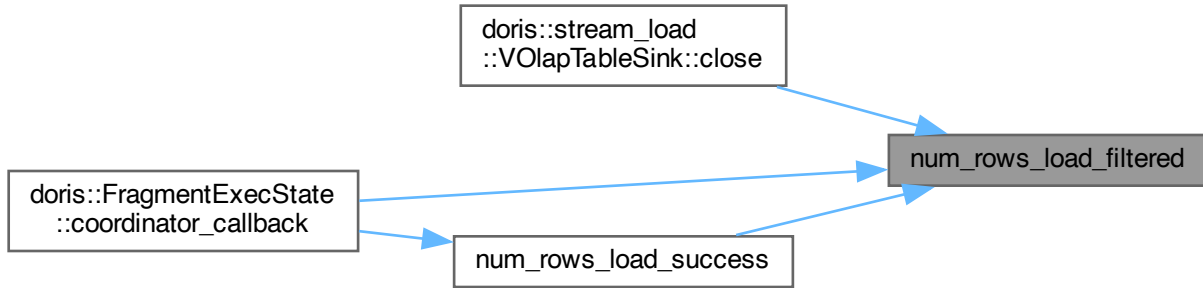 doris::stream_load
::VOlapTableSink::close
num_rows_load_filtered
doris::FragmentExecState
::coordinator_callback
num_rows_load_success